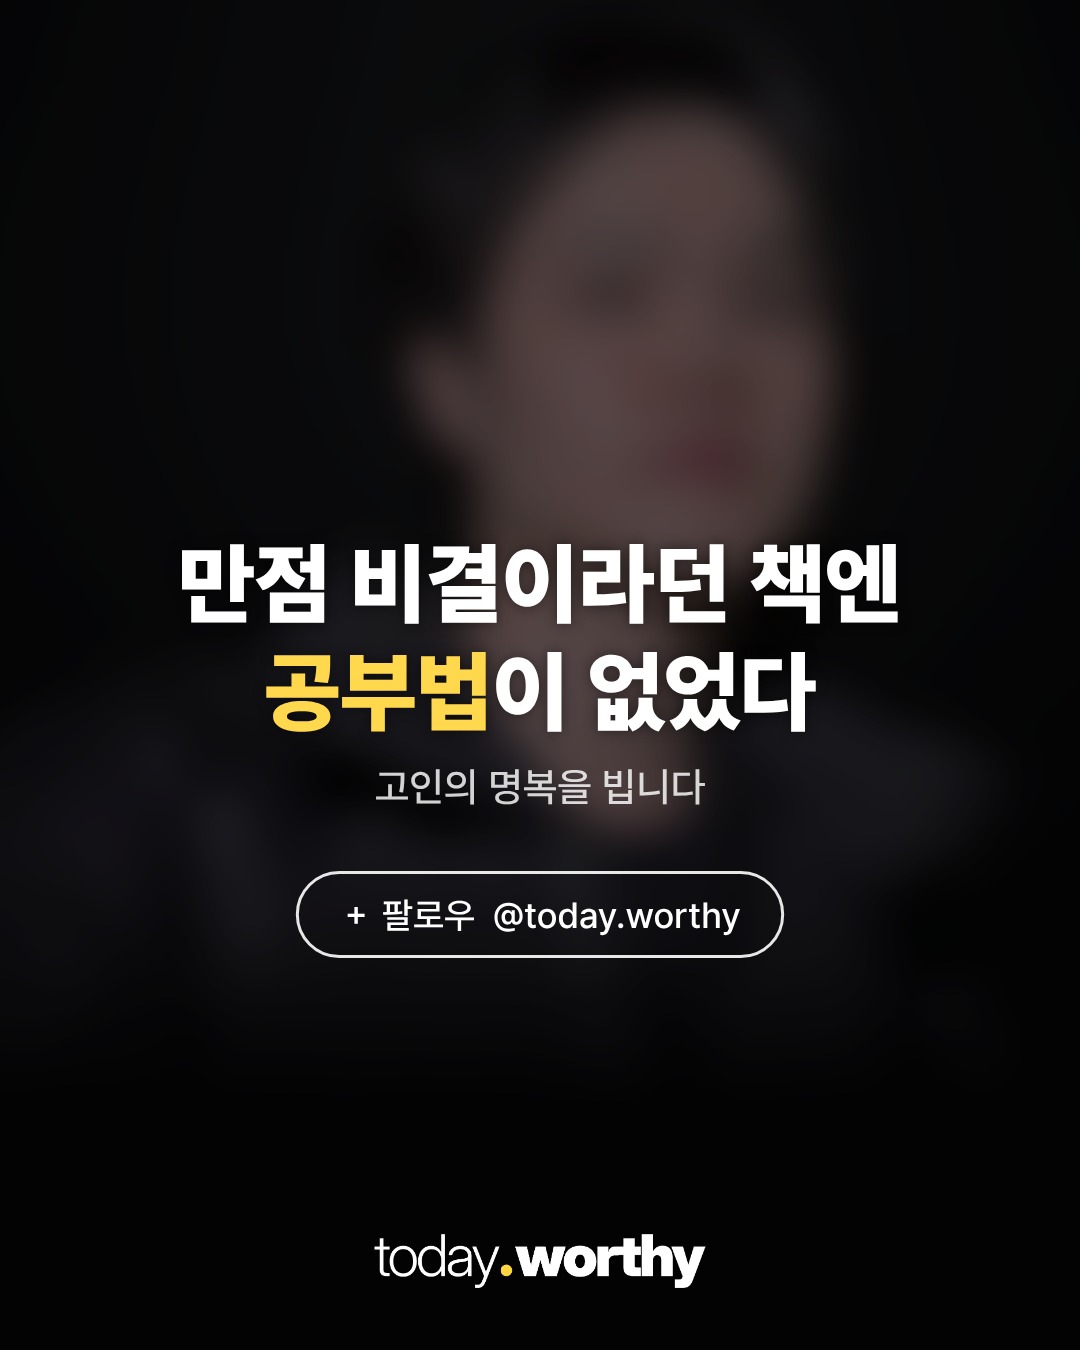 만점 비결이라던 책엔
공부법이 없었다
고인의 명복을 빕니다
+ 팔로우 @today.worthy
today.worthy